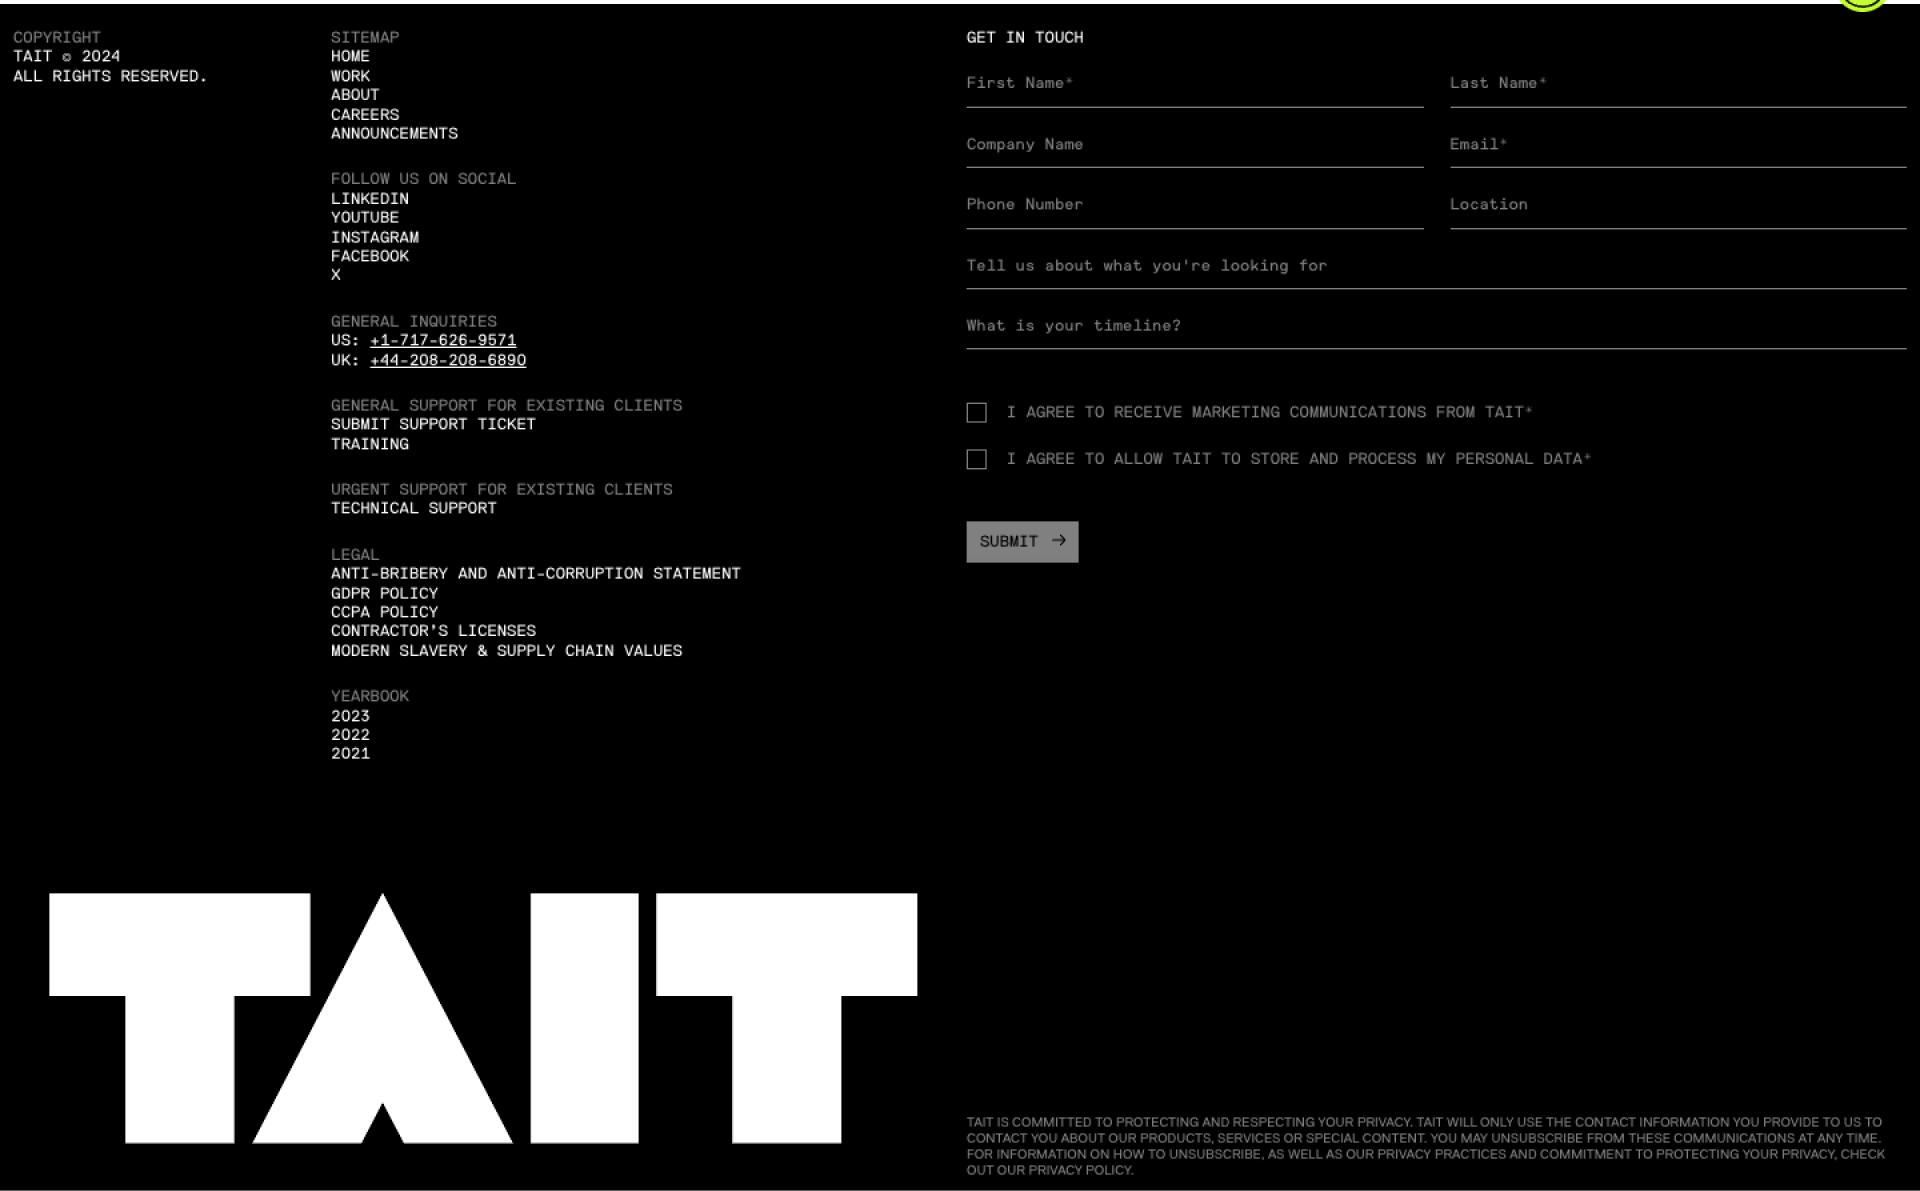 COPYRIGHT
TAIT © 2024
ALL RIGHTS RESERVED.
SITEMAP
HOME
WORK
ABOUT
CAREERS
ANNOUNCEMENTS
FOLLOW US ON SOCIAL
LINKEDIN
YOUTUBE
INSTAGRAM
FACEBOOK
X
GENERAL INQUIRIES
US: +1-717-626-9571
UK: +44-208-208-6890
GENERAL SUPPORT FOR EXISTING CLIENTS
SUBMIT SUPPORT TICKET
TRAINING
URGENT SUPPORT FOR EXISTING CLIENTS
TECHNICAL SUPPORT
LEGAL
ANTI-BRIBERY AND ANTI-CORRUPTION STATEMENT
GDPR POLICY
CCPA POLICY
CONTRACTOR'S LICENSES
MODERN SLAVERY & SUPPLY CHAIN VALUES
YEARBOOK
2023
2022
2021
TAIT
GET IN TOUCH
First Name*
Last Name*
Company Name
Email*
Phone Number
Location
Tell us about what you're looking for
What is your timeline?
I AGREE TO RECEIVE MARKETING COMMUNICATIONS FROM TAIT*
I AGREE TO ALLOW TAIT TO STORE AND PROCESS MY PERSONAL DATA*
SUBMIT →
TAIT IS COMMITTED TO PROTECTING AND RESPECTING YOUR PRIVACY. TAIT WILL ONLY USE THE CONTACT INFORMATION YOU PROVIDE TO US TO
CONTACT YOU ABOUT OUR PRODUCTS, SERVICES OR SPECIAL CONTENT. YOU MAY UNSUBSCRIBE FROM THESE COMMUNICATIONS AT ANY TIME.
FOR INFORMATION ON HOW TO UNSUBSCRIBE, AS WELL AS OUR PRIVACY PRACTICES AND COMMITMENT TO PROTECTING YOUR PRIVACY, CHECK
OUT OUR PRIVACY POLICY.